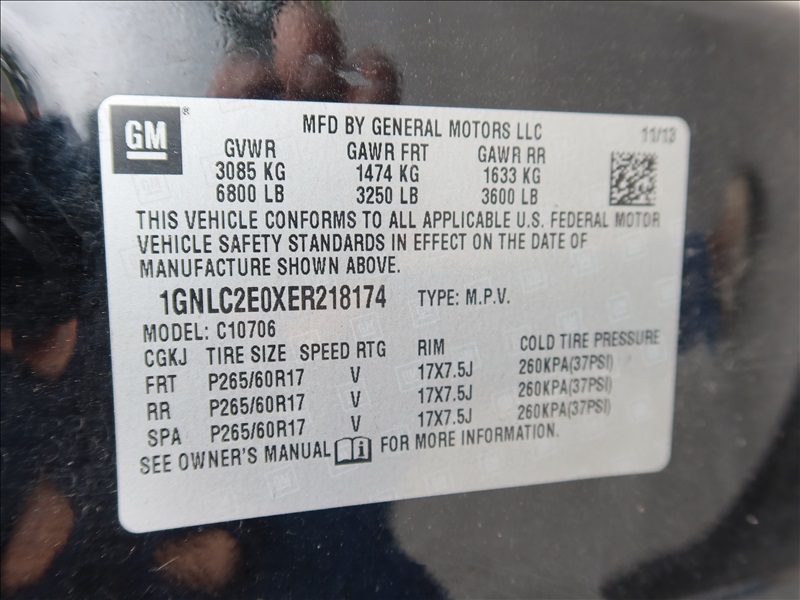 GM ®
MFD BY GENERAL MOTORS LLC 11/13
GVWR GAWR FRT GAWR RR
3085 KG 1474 KG 1633 KG
6800 LB 3250 LB 3600 LB
THIS VEHICLE CONFORMS TO ALL APPLICABLE U.S. FEDERAL MOTOR
VEHICLE SAFETY STANDARDS IN EFFECT ON THE DATE OF
MANUFACTURE SHOWN ABOVE.
1GNLC2E0XER218174 TYPE: M.P.V.
MODEL: C10706
CGKJ TIRE SIZE SPEED RTG RIM COLD TIRE PRESSURE
FRT P265/60R17 V 17X7.5J 260KPA(37PSI)
RR P265/60R17 V 17X7.5J 260KPA(37PSI)
SPA P265/60R17 V 17X7.5J 260KPA(37PSI)
SEE OWNER'S MANUAL i FOR MORE INFORMATION.